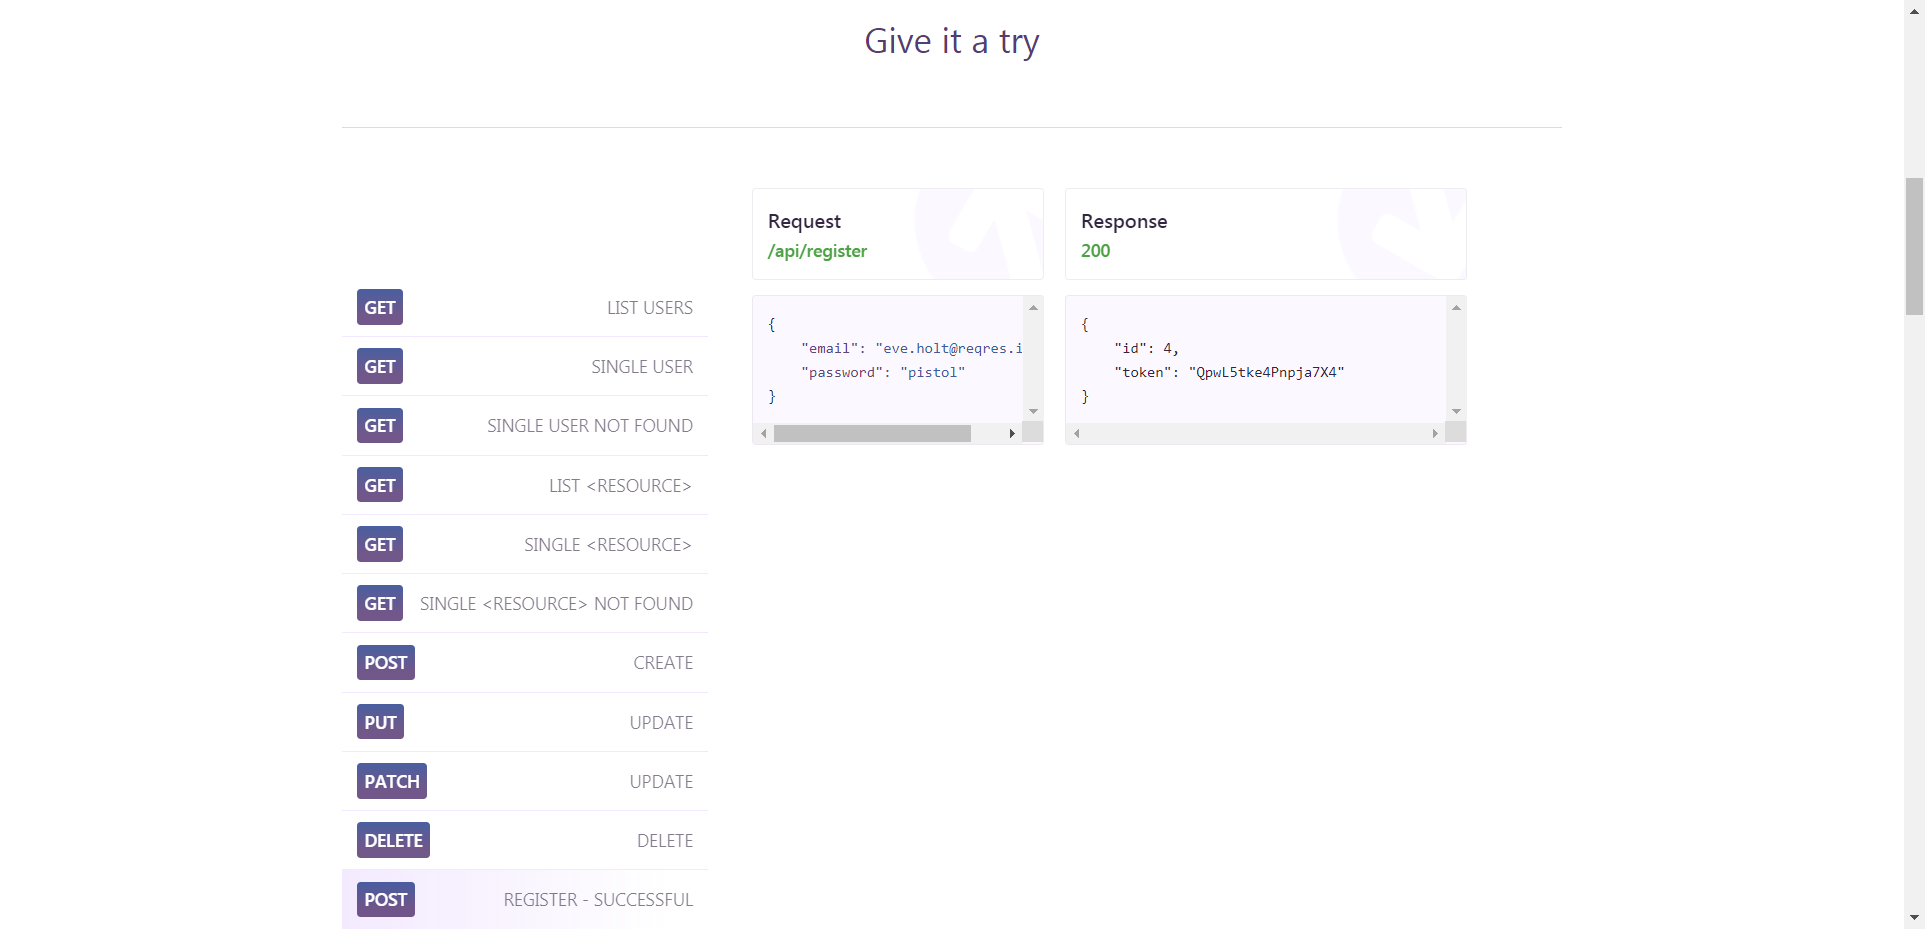 Give it a try
GET LIST USERS
GET SINGLE USER
GET SINGLE USER NOT FOUND
GET LIST <RESOURCE>
GET SINGLE <RESOURCE>
GET SINGLE <RESOURCE> NOT FOUND
POST CREATE
PUT UPDATE
PATCH UPDATE
DELETE DELETE
POST REGISTER - SUCCESSFUL
Request
/api/register
{
    "email": "eve.holt@reqres.i
    "password": "pistol"
}
Response
200
{
    "id": 4,
    "token": "QpwL5tke4Pnpja7X4"
}